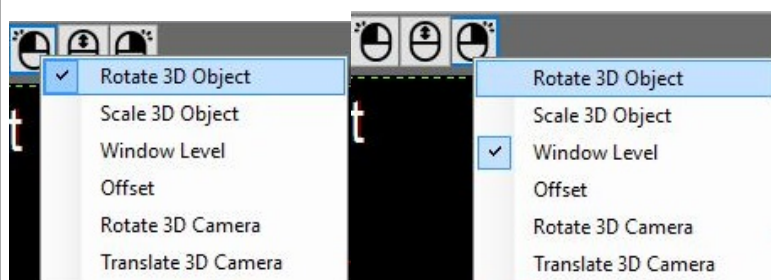 Rotate 3D Object
Scale 3D Object
Window Level
Offset
Rotate 3D Camera
Translate 3D Camera
t
Rotate 3D Object
Scale 3D Object
Window Level
Offset
Rotate 3D Camera
Translate 3D Camera
t